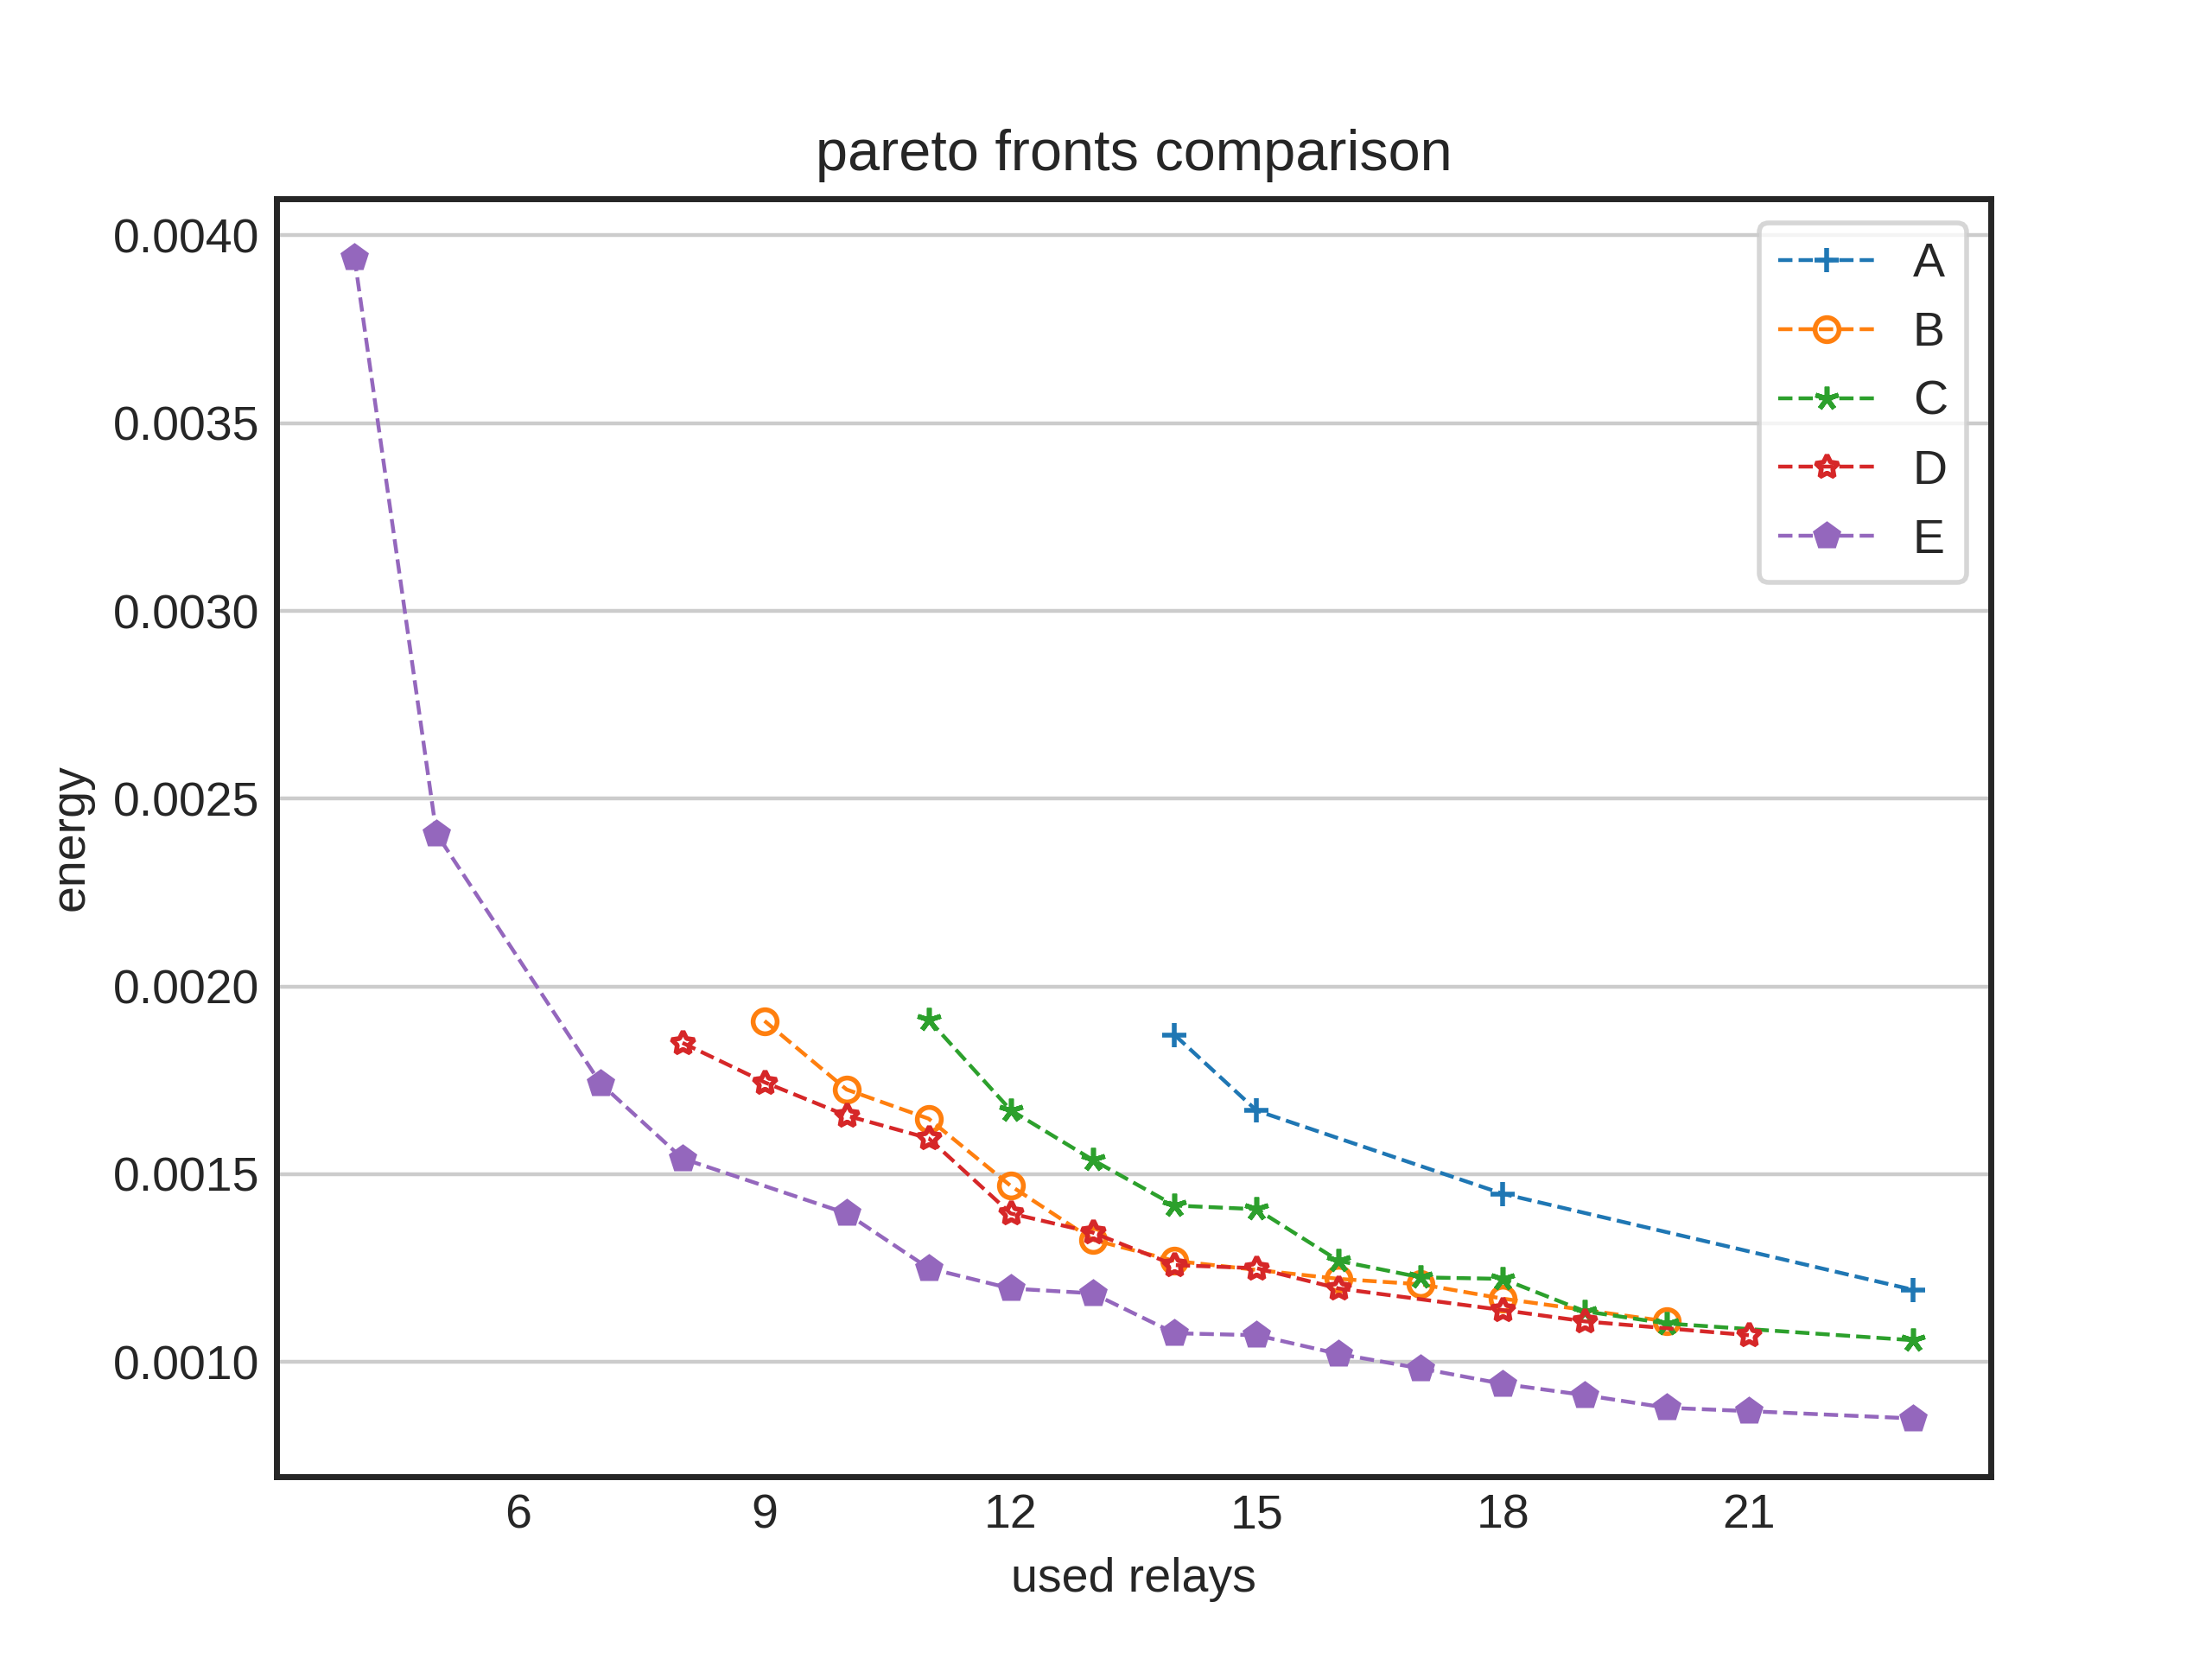 pareto fronts comparison
0.0040
0.0035
0.0030
0.0025
0.0020
0.0015
0.0010
energy
A
B
C
D
E
6 9 12 15 18 21
used relays